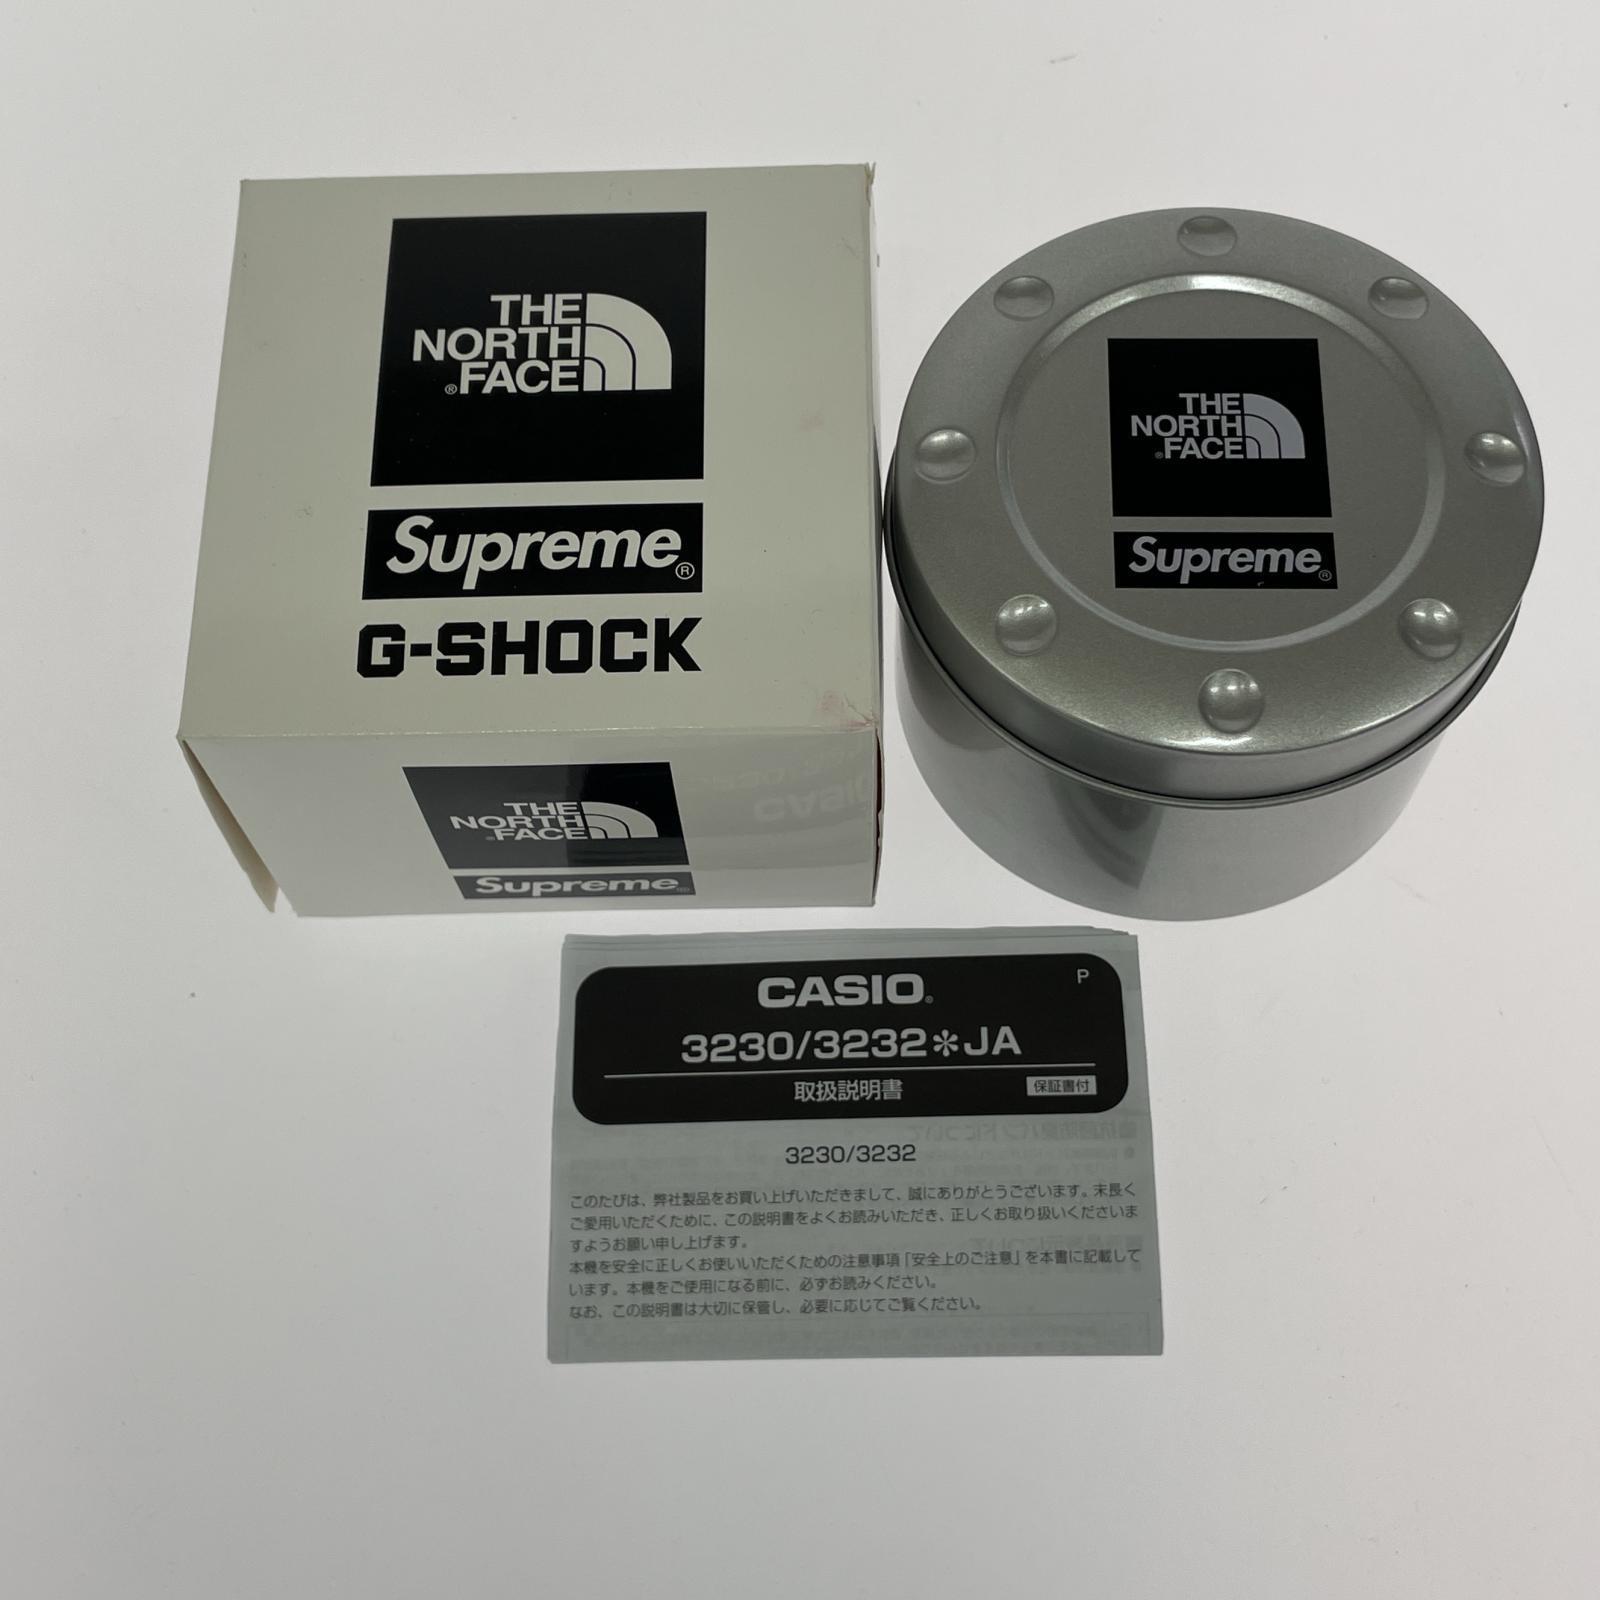 THE
NORTH
®FACE
Supreme®
G-SHOCK
THE
NORTH
®FACE
Supreme
THE
NORTH
®FACE
Supreme®
CASIO®
P
3230/3232✻JA
取扱説明書
保証書付
3230/3232
このたびは、弊社製品をお買い上げいただきまして、誠にありがとうございます。末長く
ご愛用いただくために、この説明書をよくお読みいただき、正しくお取り扱いくださいま
すようお願い申し上げます。
本機を安全に正しくお使いいただくための注意事項「安全上のご注意」を本書に記載して
います。本機をご使用になる前に、必ずお読みください。
なお、この説明書は大切に保管し、必要に応じてご覧ください。